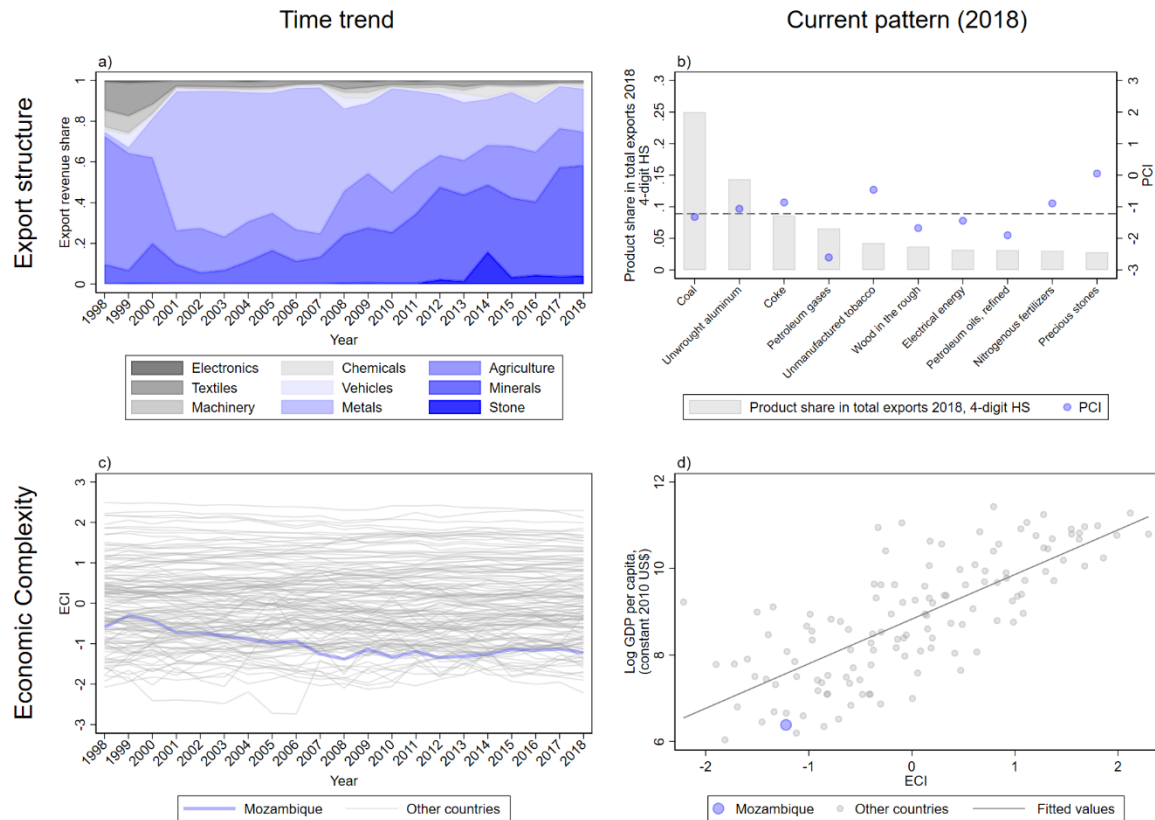 Time trend
Current pattern (2018)
Export structure
a)
Export revenue share
1
.8
.6
.4
.2
0
1998
1999
2000
2001
2002
2003
2004
2005
2006
2007
2008
2009
2010
2011
2012
2013
2014
2015
2016
2017
2018
Year
Electronics
Chemicals
Agriculture
Textiles
Vehicles
Minerals
Machinery
Metals
Stone
b)
Product share in total exports 2018
4-digit HS
.3
.25
.2
.15
.1
.05
0
3
2
1
0
-1
-2
-3
PCI
Coal
Unwrought aluminum
Coke
Petroleum gases
Unmanufactured tobacco
Wood in the rough
Electrical energy
Petroleum oils, refined
Nitrogenous fertilizers
Precious stones
Product share in total exports 2018, 4-digit HS
PCI
Economic Complexity
c)
ECI
3
2
1
0
-1
-2
-3
1998
1999
2000
2001
2002
2003
2004
2005
2006
2007
2008
2009
2010
2011
2012
2013
2014
2015
2016
2017
2018
Year
Mozambique
Other countries
d)
Log GDP per capita,
(constant 2010 US$)
12
10
8
6
-2
-1
0
1
2
ECI
Mozambique
Other countries
Fitted values